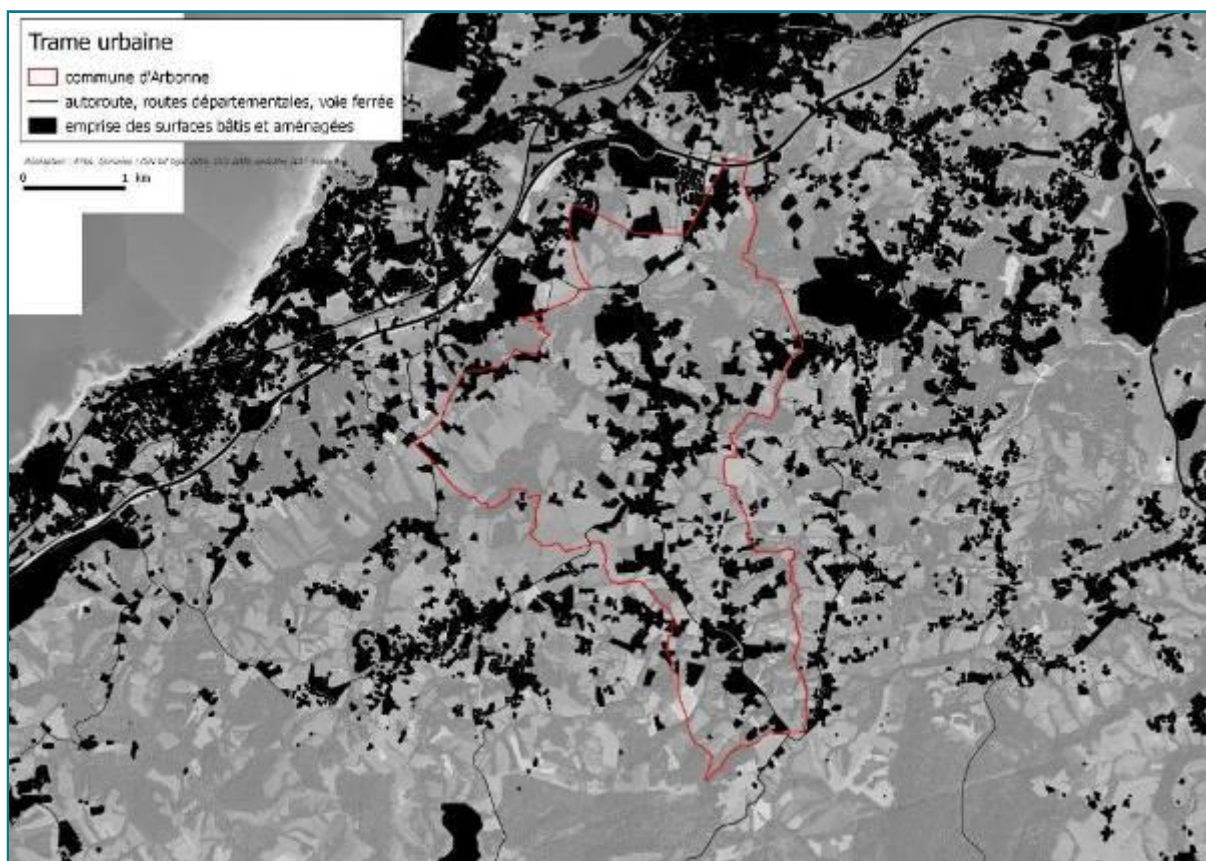 Trame urbaine
commune d'Arbonne
autoroute, routes départementales, voie ferrée
emprise des surfaces bâtis et aménagées
0 1 km